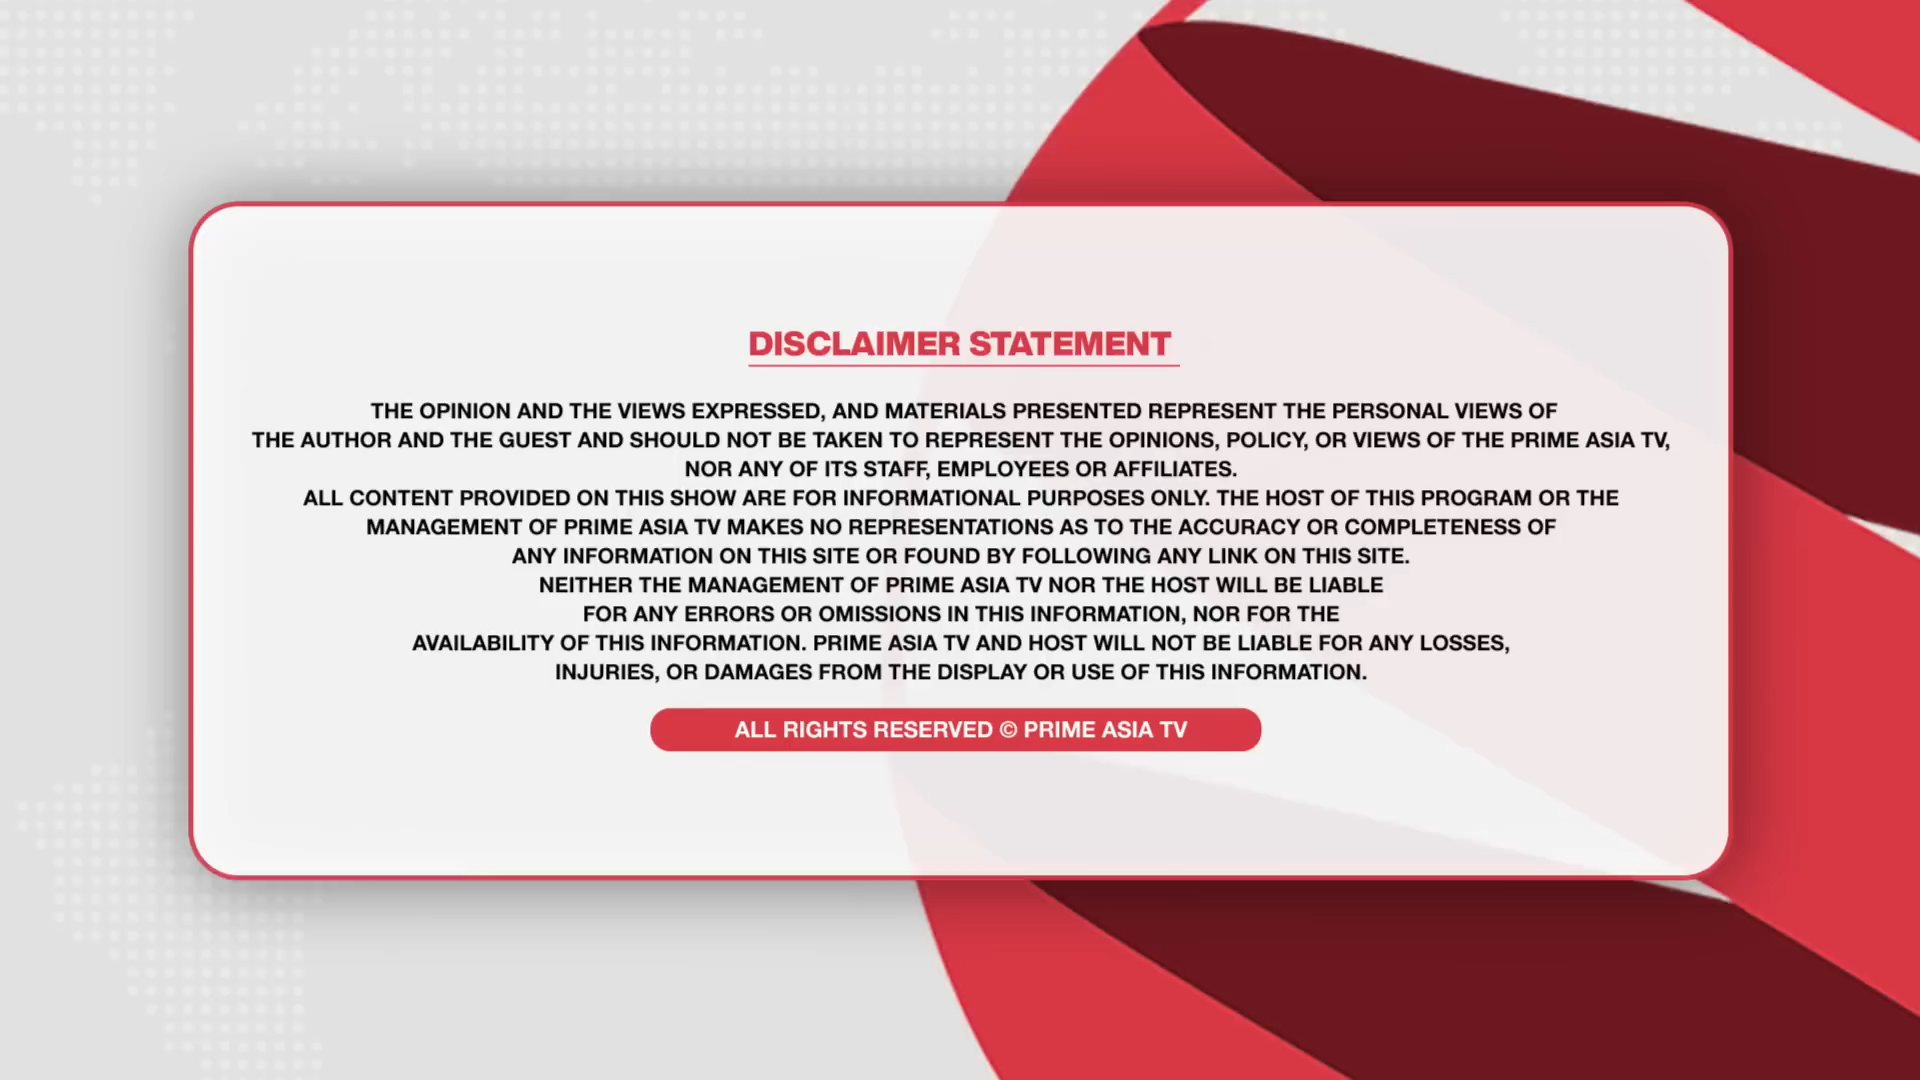 DISCLAIMER STATEMENT
THE OPINION AND THE VIEWS EXPRESSED, AND MATERIALS PRESENTED REPRESENT THE PERSONAL VIEWS OF
THE AUTHOR AND THE GUEST AND SHOULD NOT BE TAKEN TO REPRESENT THE OPINIONS, POLICY, OR VIEWS OF THE PRIME ASIA TV,
NOR ANY OF ITS STAFF, EMPLOYEES OR AFFILIATES.
ALL CONTENT PROVIDED ON THIS SHOW ARE FOR INFORMATIONAL PURPOSES ONLY. THE HOST OF THIS PROGRAM OR THE
MANAGEMENT OF PRIME ASIA TV MAKES NO REPRESENTATIONS AS TO THE ACCURACY OR COMPLETENESS OF
ANY INFORMATION ON THIS SITE OR FOUND BY FOLLOWING ANY LINK ON THIS SITE.
NEITHER THE MANAGEMENT OF PRIME ASIA TV NOR THE HOST WILL BE LIABLE
FOR ANY ERRORS OR OMISSIONS IN THIS INFORMATION, NOR FOR THE
AVAILABILITY OF THIS INFORMATION. PRIME ASIA TV AND HOST WILL NOT BE LIABLE FOR ANY LOSSES,
INJURIES, OR DAMAGES FROM THE DISPLAY OR USE OF THIS INFORMATION.
ALL RIGHTS RESERVED © PRIME ASIA TV